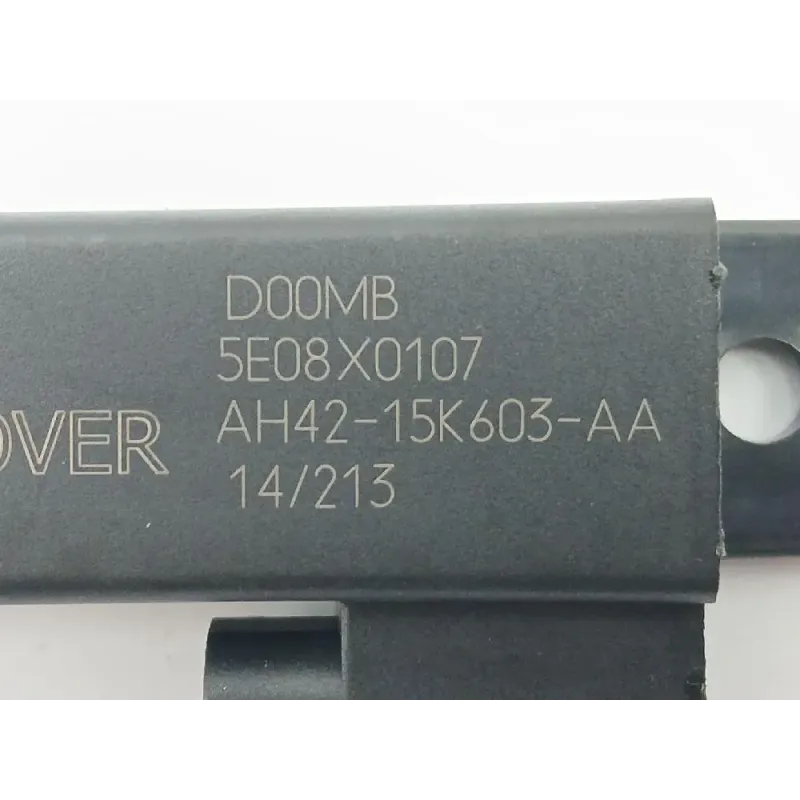 D00MB
5E08X0107
OVER
AH42-15K603-AA
14/213